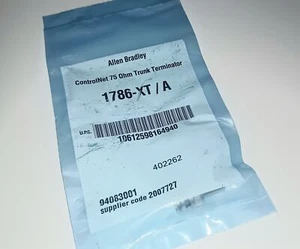 Allen Bradley
ControlNet 75 Ohm Trunk Terminator
1786-XT / A
U.P.C.
10612598164940
402262
94083001
supplier code 2007727